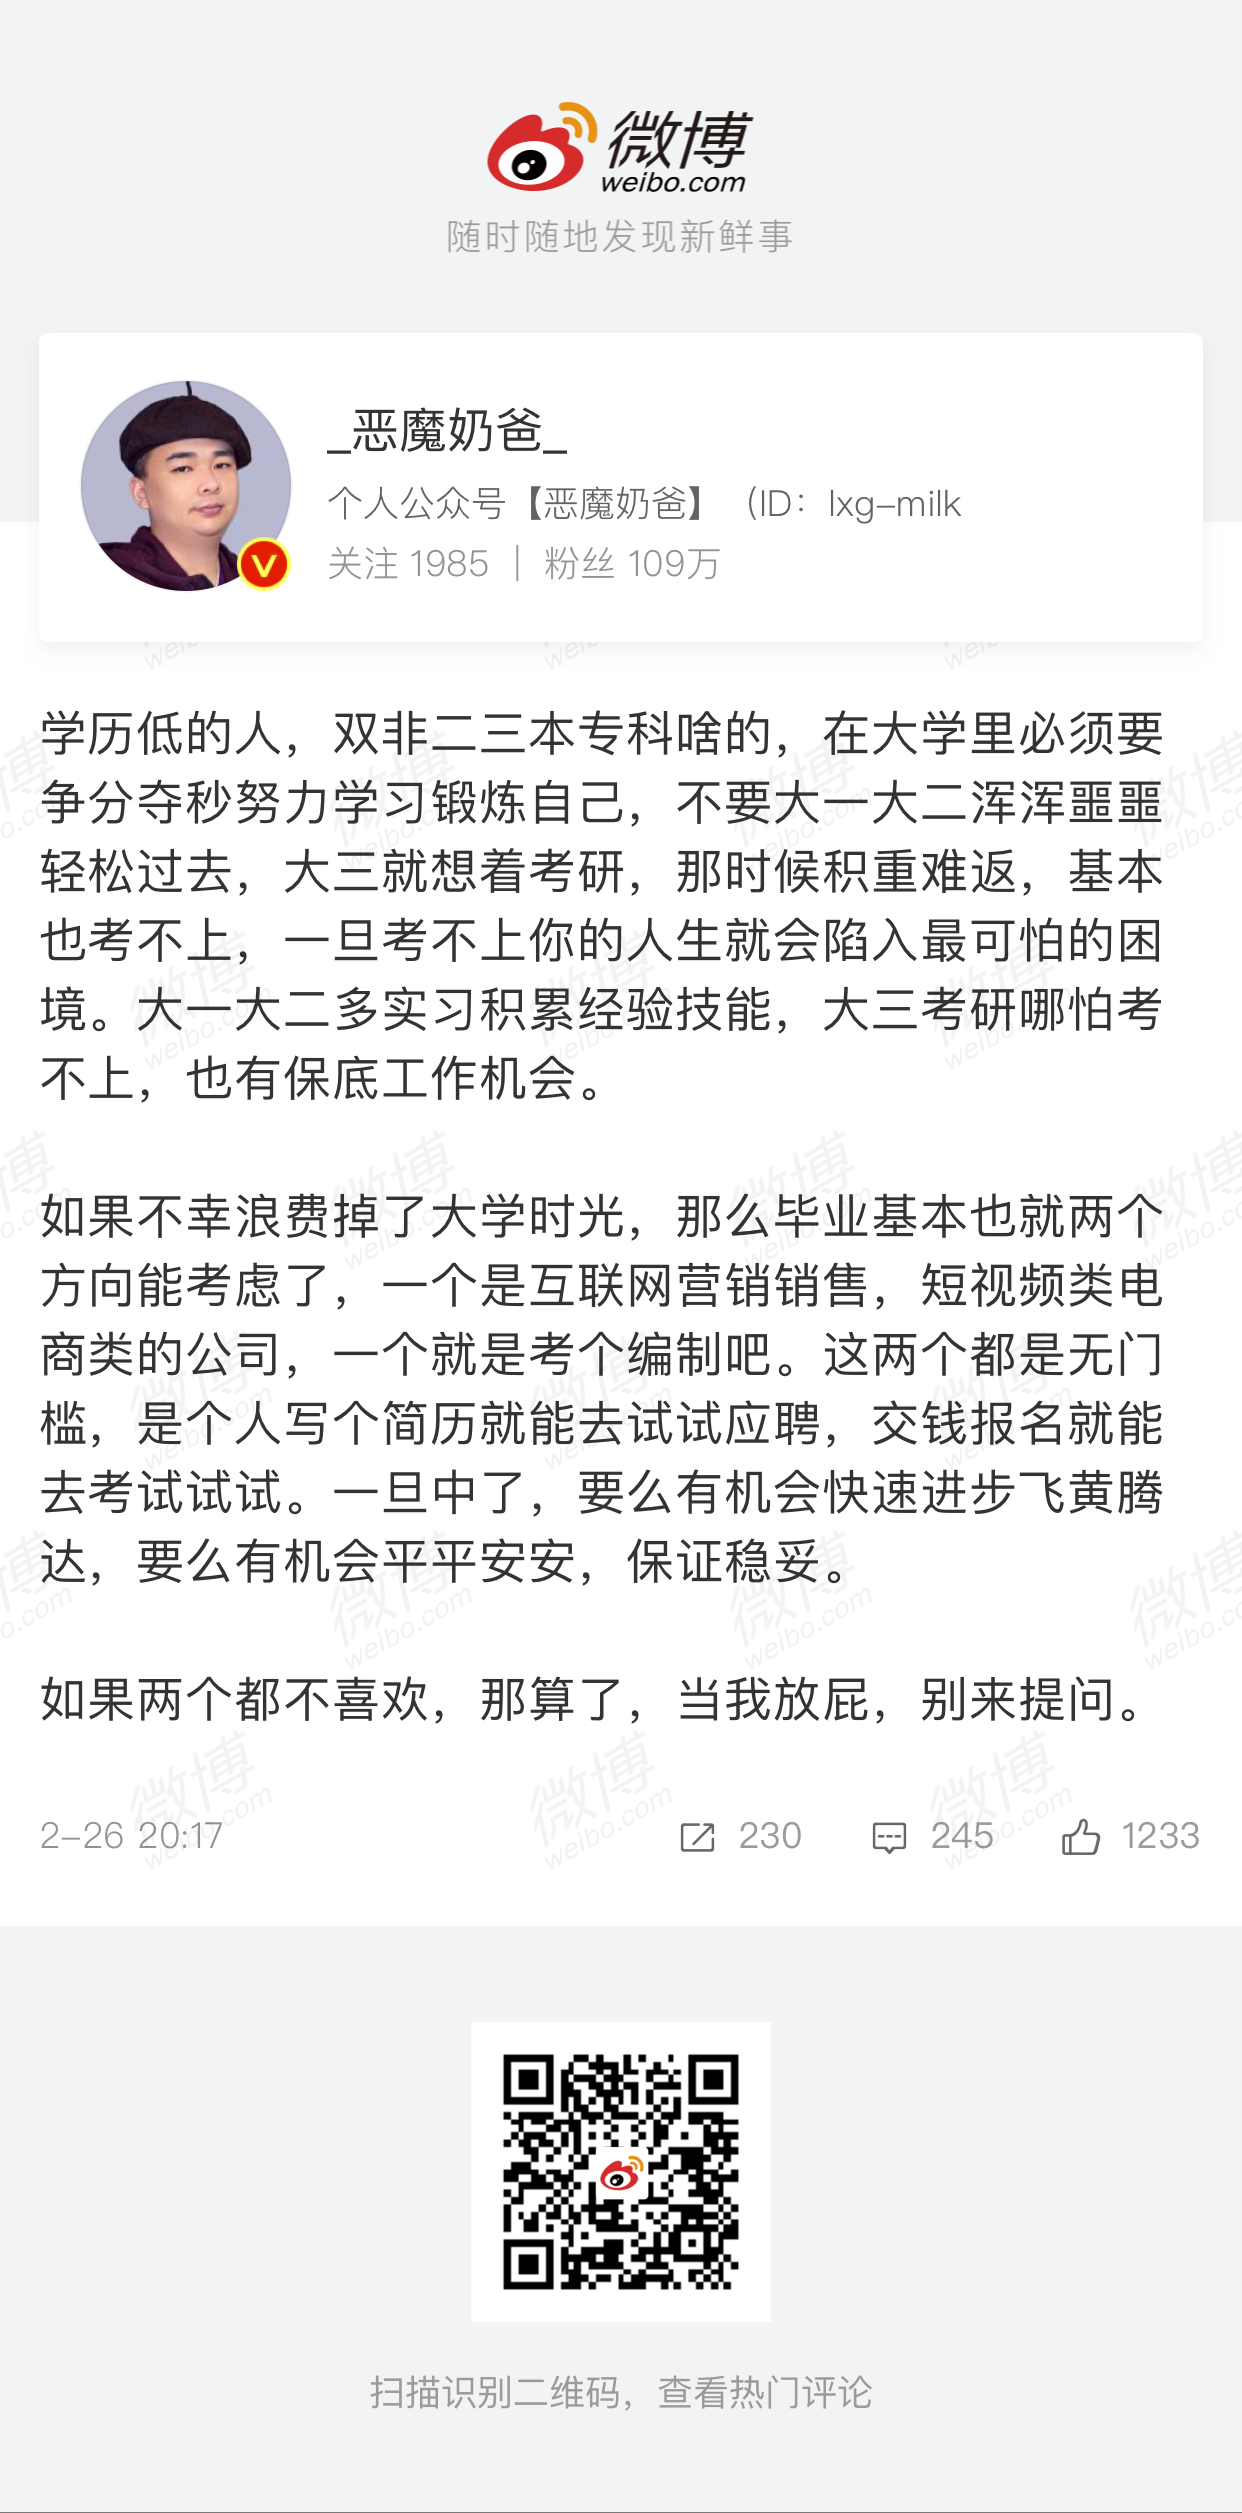 微博
weibo.com
随时随地发现新鲜事
_恶魔奶爸_
个人公众号【恶魔奶爸】（ID：lxg-milk
关注 1985 | 粉丝 109万
学历低的人，双非二三本专科啥的，在大学里必须要
争分夺秒努力学习锻炼自己，不要大一大二浑浑噩噩
轻松过去，大三就想着考研，那时候积重难返，基本
也考不上，一旦考不上你的人生就会陷入最可怕的困
境。大一大二多实习积累经验技能，大三考研哪怕考
不上，也有保底工作机会。
如果不幸浪费掉了大学时光，那么毕业基本也就两个
方向能考虑了，一个是互联网营销销售，短视频类电
商类的公司，一个就是考个编制吧。这两个都是无门
槛，是个人写个简历就能去试试应聘，交钱报名就能
去考试试试。一旦中了，要么有机会快速进步飞黄腾
达，要么有机会平平安安，保证稳妥。
如果两个都不喜欢，那算了，当我放屁，别来提问。
2-26 20:17 230 245 1233
扫描识别二维码，查看热门评论